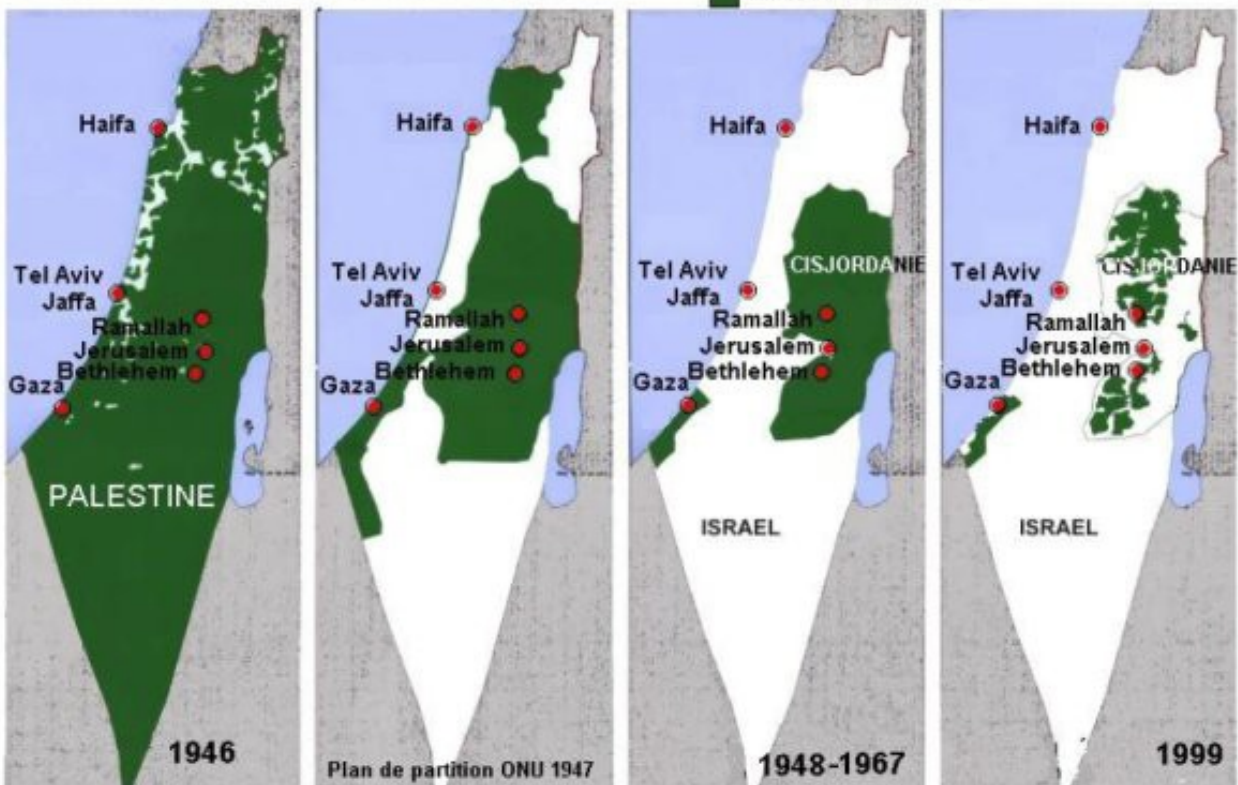 Haifa
Tel Aviv
Jaffa
Ramallah
Jerusalem
Bethlehem
Gaza
PALESTINE
1946
Haifa
Tel Aviv
Jaffa
Ramallah
Jerusalem
Bethlehem
Gaza
Plan de partition ONU 1947
Haifa
CISJORDANIE
Tel Aviv
Jaffa
Ramallah
Jerusalem
Bethlehem
Gaza
ISRAEL
1948-1967
Haifa
CISJORDANIE
Tel Aviv
Jaffa
Ramallah
Jerusalem
Bethlehem
Gaza
ISRAEL
1999